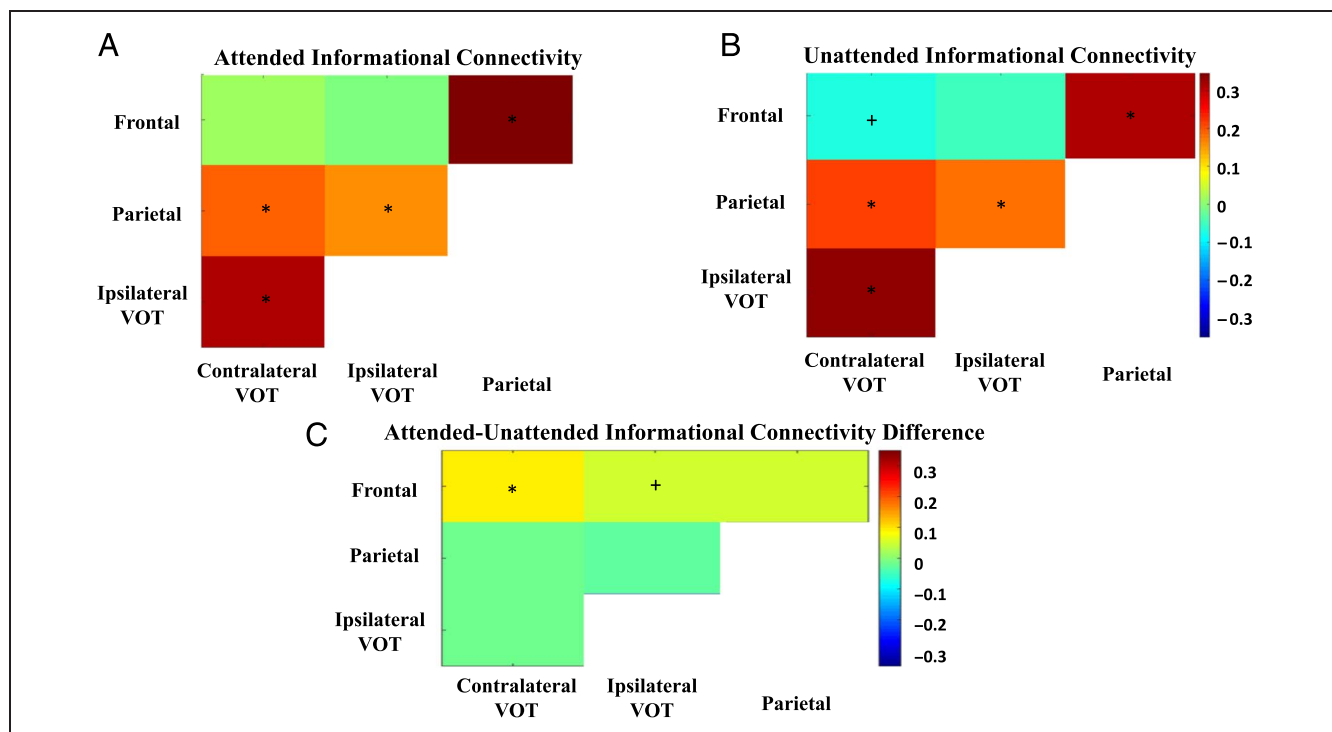 A
Attended Informational Connectivity
Frontal
*
Parietal
* *
Ipsilateral
VOT
*
Contralateral
VOT
Ipsilateral
VOT
Parietal
B
Unattended Informational Connectivity
Frontal
+ *
Parietal
* *
Ipsilateral
VOT
*
Contralateral
VOT
Ipsilateral
VOT
Parietal
0.3
0.2
0.1
0
−0.1
−0.2
−0.3
C
Attended-Unattended Informational Connectivity Difference
Frontal
* +
Parietal
Ipsilateral
VOT
Contralateral
VOT
Ipsilateral
VOT
Parietal
0.3
0.2
0.1
0
−0.1
−0.2
−0.3